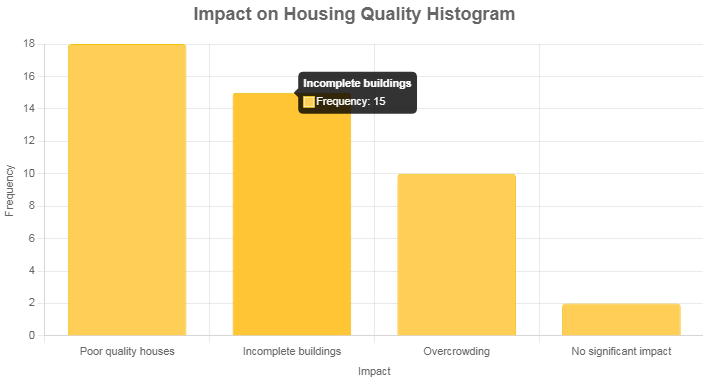 Impact on Housing Quality Histogram
18
16
14
12
10
8
6
4
2
0
Frequency
Incomplete buildings
Frequency: 15
Poor quality houses
Incomplete buildings
Overcrowding
No significant impact
Impact